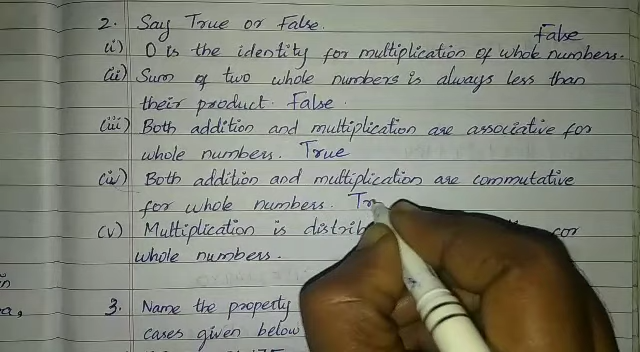 2. Say True or False.
False
(i) 0 is the identity for multiplication of whole numbers.
(ii) Sum of two whole numbers is always less than
their product. False.
(iii) Both addition and multiplication are associative for
whole numbers. True
(iv) Both addition and multiplication are commutative
for whole numbers. Tr
(v) Multiplication is distrib
whole numbers.
3. Name the property
cases given below